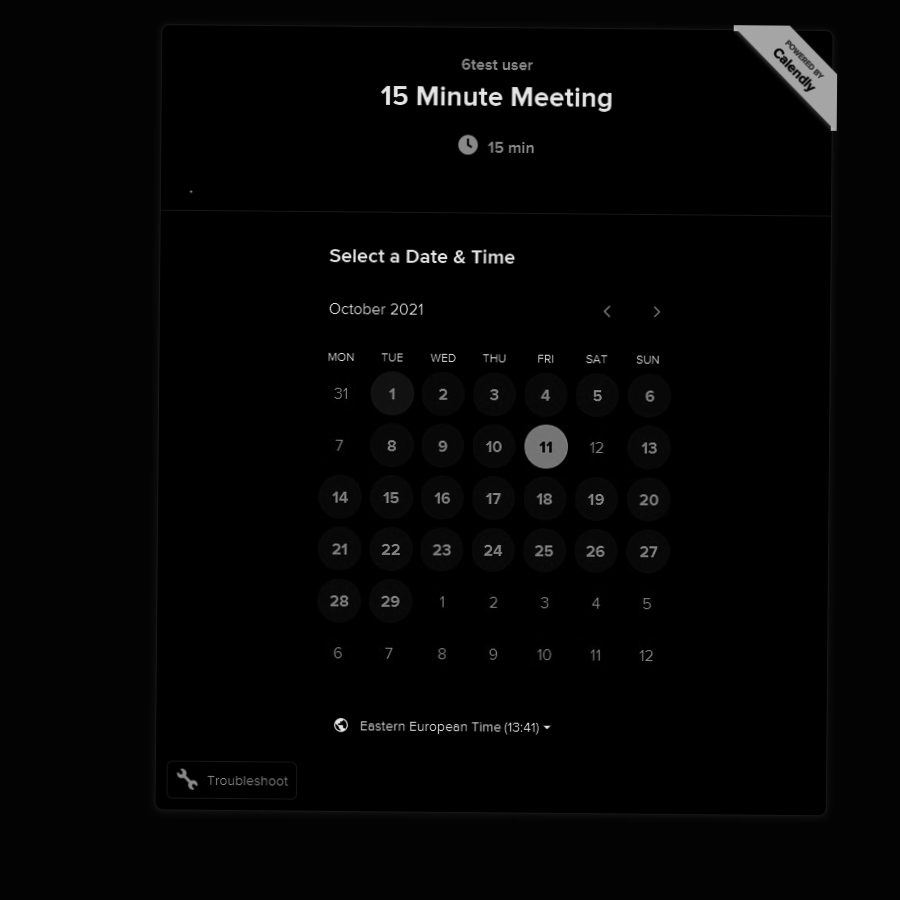 POWERED BY
Calendly
6test user
15 Minute Meeting
15 min
Select a Date & Time
October 2021
MON TUE WED THU FRI SAT SUN
31 1 2 3 4 5 6
7 8 9 10 11 12 13
14 15 16 17 18 19 20
21 22 23 24 25 26 27
28 29 1 2 3 4 5
6 7 8 9 10 11 12
Eastern European Time (13:41)
Troubleshoot